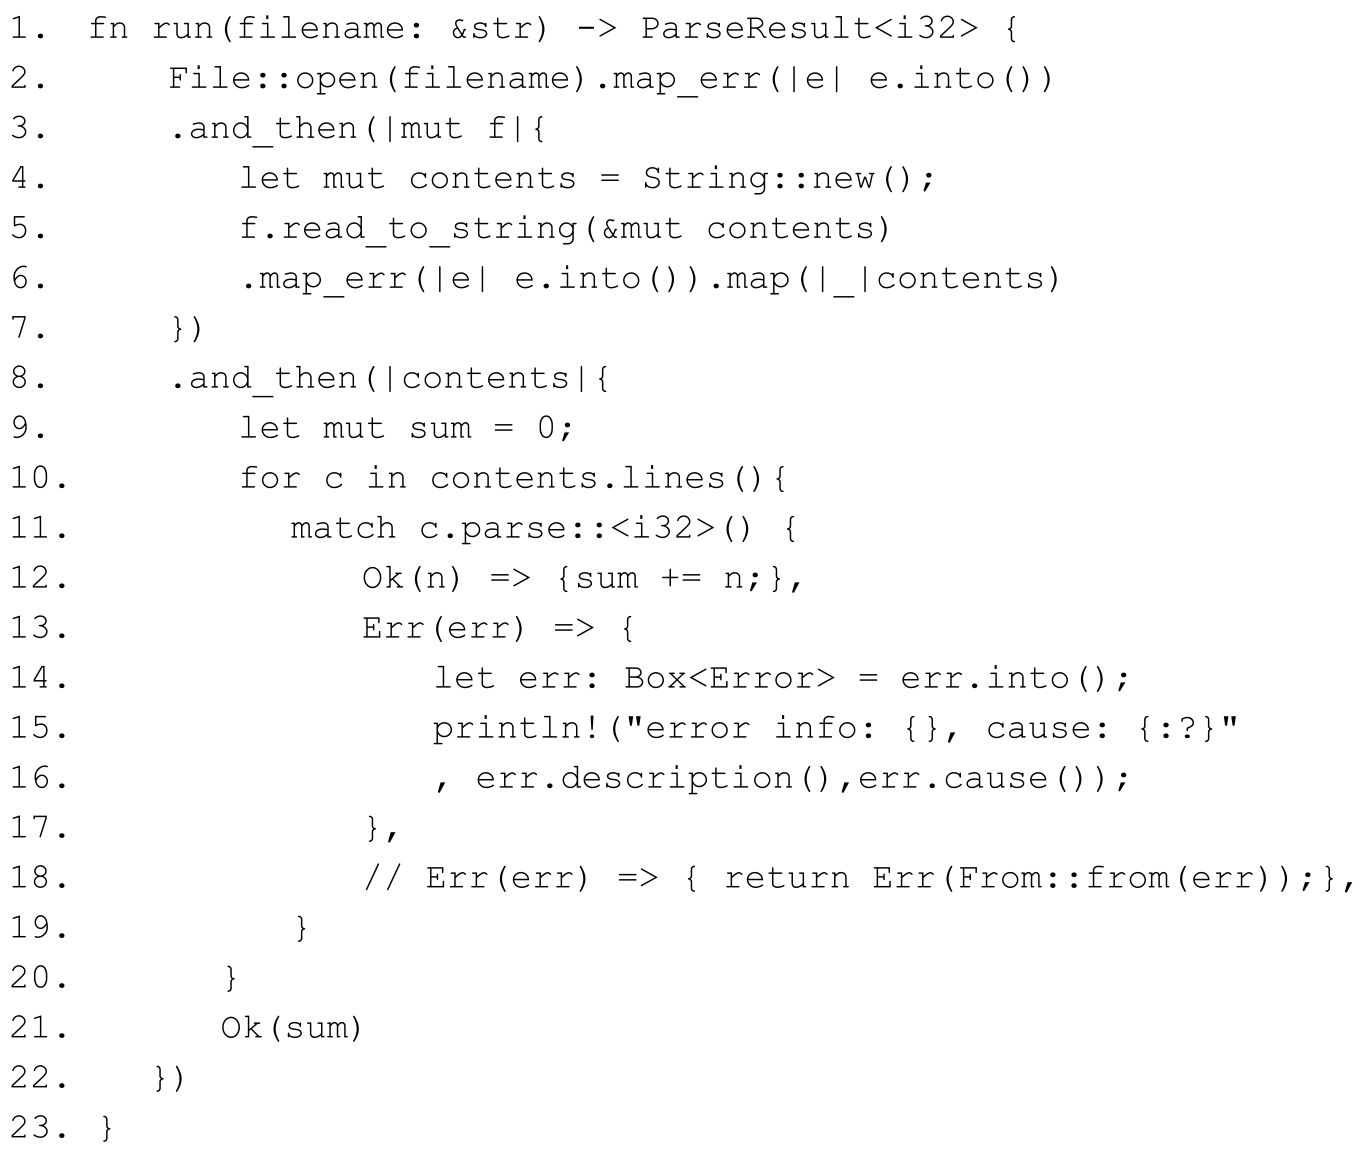 1. fn run(filename: &str) -> ParseResult<i32> {
2. File::open(filename).map_err(|e| e.into())
3. .and_then(|mut f|{
4. let mut contents = String::new();
5. f.read_to_string(&mut contents)
6. .map_err(|e| e.into()).map(|_|contents)
7. })
8. .and_then(|contents|{
9. let mut sum = 0;
10. for c in contents.lines(){
11. match c.parse::<i32>() {
12. Ok(n) => {sum += n;},
13. Err(err) => {
14. let err: Box<Error> = err.into();
15. println!("error info: {}, cause: {:?}"
16. , err.description(),err.cause());
17. },
18. // Err(err) => { return Err(From::from(err));},
19. }
20. }
21. Ok(sum)
22. })
23. }